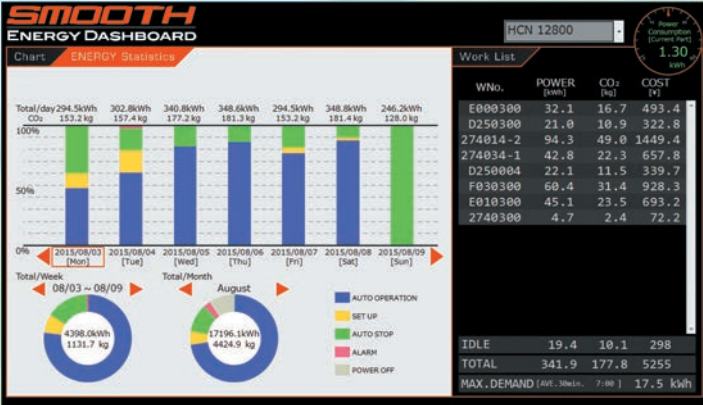 SMOOTH
ENERGY DASHBOARD
HCN 12800
Power
Consumption
[Current Part]
1.30
kWh
Chart ENERGY Statistics
Total/day 294.5kWh 302.8kWh 340.8kWh 348.6kWh 294.5kWh 348.8kWh 246.2kWh
CO₂ 153.2 kg 157.4 kg 177.2 kg 181.3 kg 153.2 kg 181.4 kg 128.0 kg
100%
50%
0%
2015/08/03 2015/08/04 2015/08/05 2015/08/06 2015/08/07 2015/08/08 2015/08/09
[Mon] [Tue] [Wed] [Thu] [Fri] [Sat] [Sun]
Total/Week
08/03 ~ 08/09
4398.0kWh
1131.7 kg
Total/Month
August
17196.1kWh
4424.9 kg
AUTO OPERATION
SET UP
AUTO STOP
ALARM
POWER OFF
Work List
WNo. POWER CO₂ COST
[kWh] [kg] [¥]
E000300 32.1 16.7 493.4
D250300 21.0 10.9 322.8
274014-2 94.3 49.0 1449.4
274034-1 42.8 22.3 657.8
D250004 22.1 11.5 339.7
F030300 60.4 31.4 928.3
E010300 45.1 23.5 693.2
2740300 4.7 2.4 72.2
IDLE 19.4 10.1 298
TOTAL 341.9 177.8 5255
MAX.DEMAND [AVE.30min. 7:00 ] 17.5 kWh